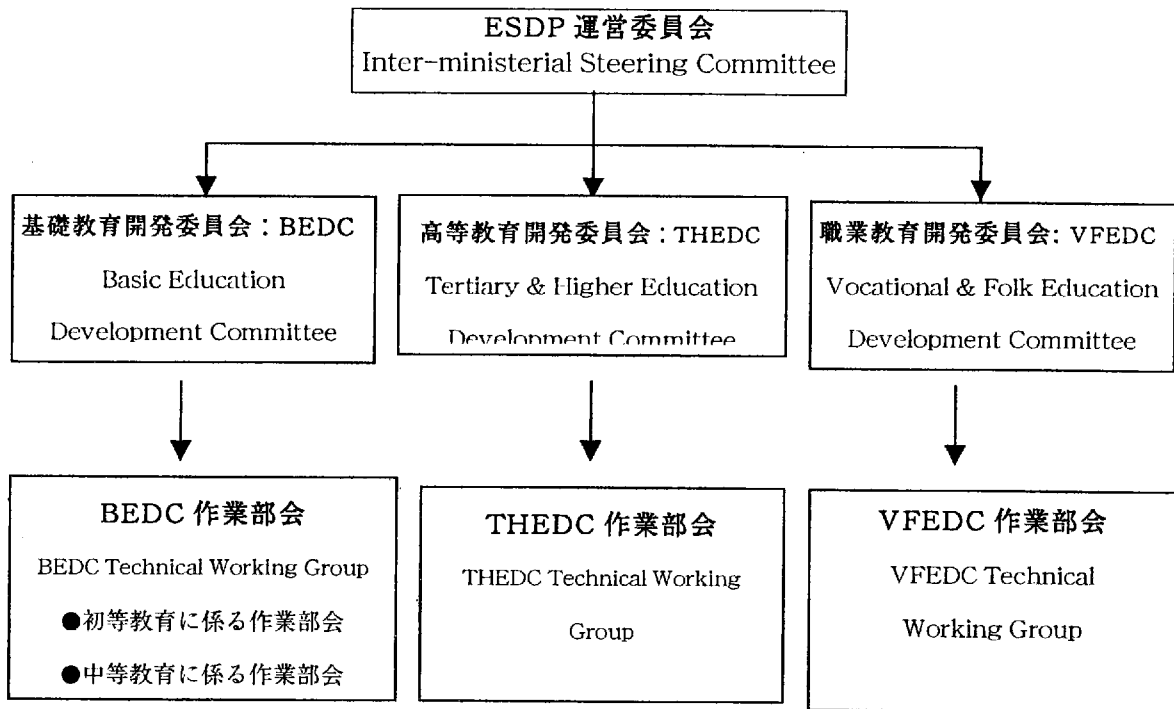 ESDP 運営委員会
Inter-ministerial Steering Committee
基礎教育開発委員会：BEDC
Basic Education
Development Committee
高等教育開発委員会：THEDC
Tertiary & Higher Education
Development Committee
職業教育開発委員会: VFEDC
Vocational & Folk Education
Development Committee
BEDC 作業部会
BEDC Technical Working Group
●初等教育に係る作業部会
●中等教育に係る作業部会
THEDC 作業部会
THEDC Technical Working
Group
VFEDC 作業部会
VFEDC Technical
Working Group